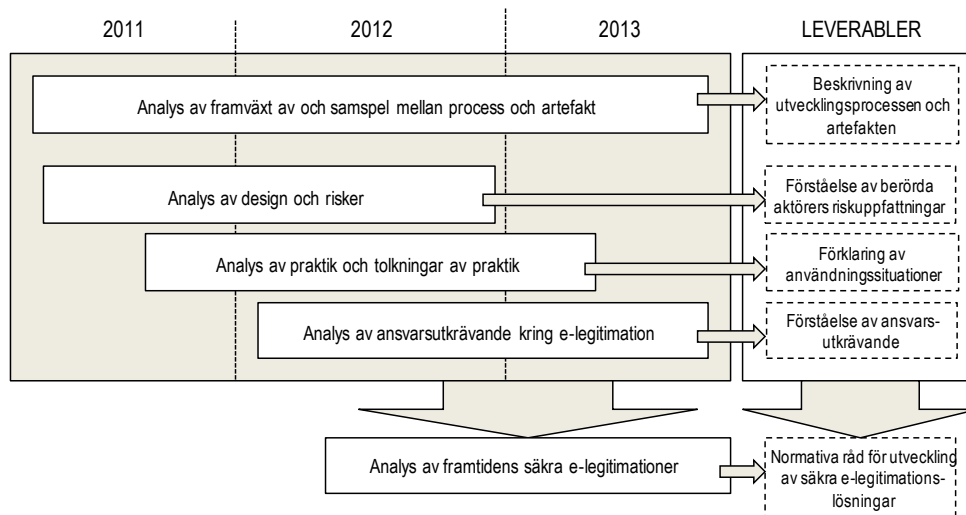 2011
2012
2013
LEVERABLER
Analys av framväxt av och samspel mellan process och artefakt
Beskrivning av
utvecklingsprocessen och
artefakten
Analys av design och risker
Förståelse av berörda
aktörers riskuppfattningar
Analys av praktik och tolkningar av praktik
Förklaring av
användningssituationer
Analys av ansvarsutkrävande kring e-legitimation
Förståelse av ansvars-
utkrävande
Analys av framtidens säkra e-legitimationer
Normativa råd för utveckling
av säkra e-legitimations-
lösningar